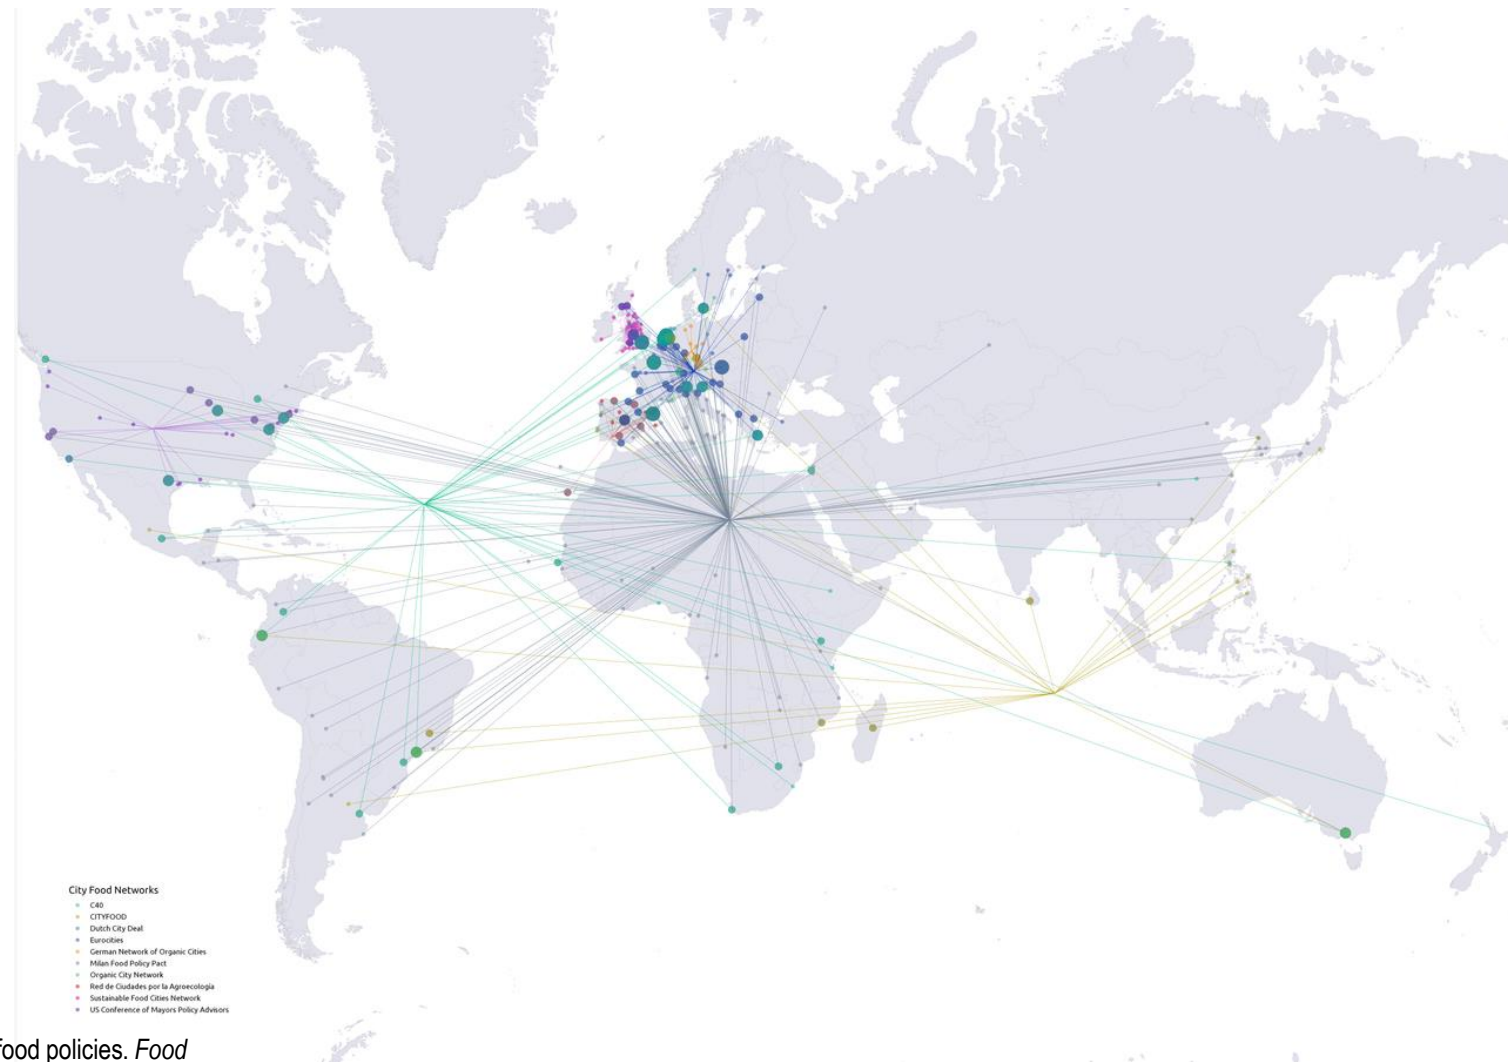 City Food Networks
C40
CITYFOOD
Dutch City Deal
Eurocities
German Network of Organic Cities
Milan Food Policy Pact
Organic City Network
Red de Ciudades por la Agroecología
Sustainable Food Cities Network
US Conference of Mayors Policy Advisors
food policies. Food